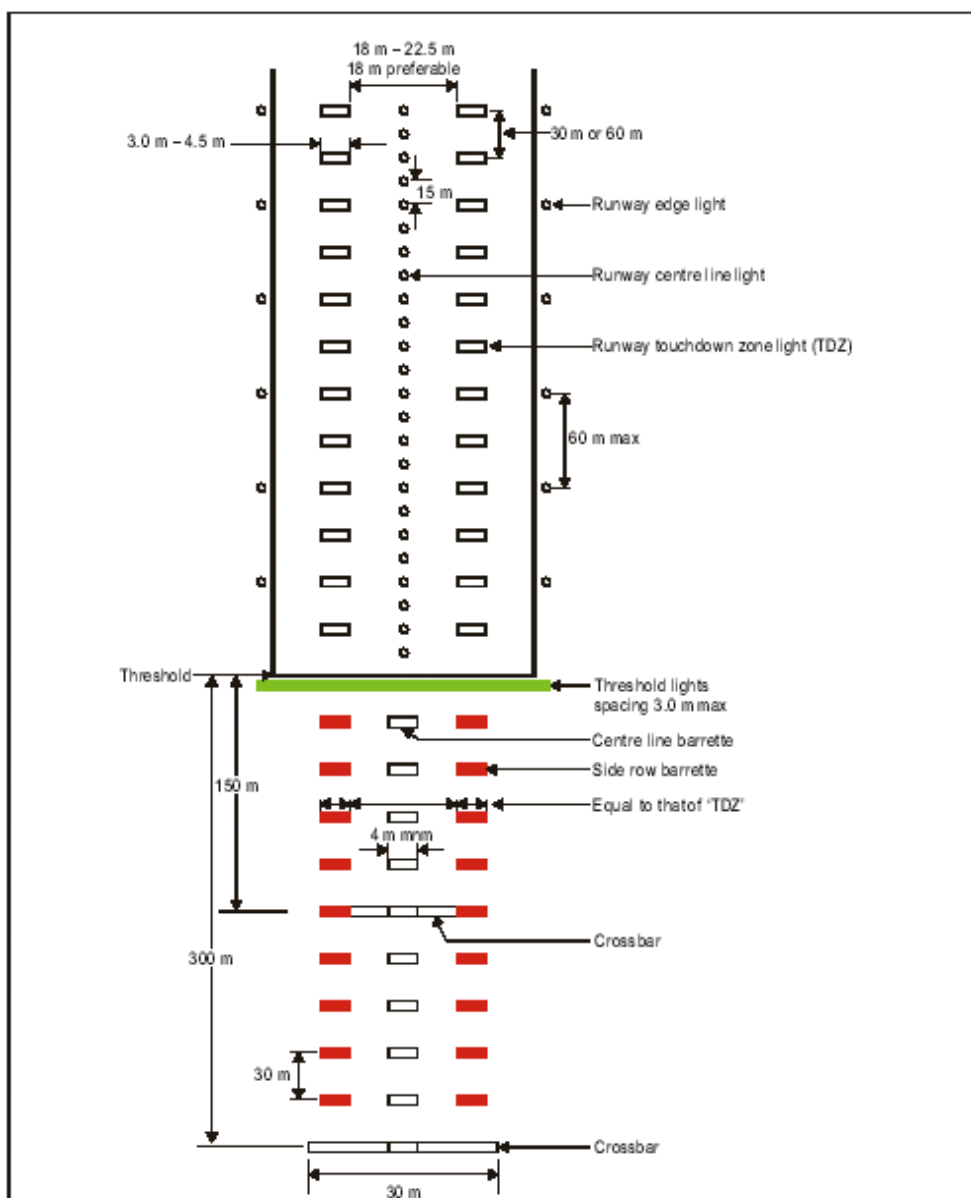 18 m – 22.5 m
18 m preferable
3.0 m – 4.5 m
30 m or 60 m
15 m
Runway edge light
Runway centre line light
Runway touchdown zone light (TDZ)
60 m max
Threshold
Threshold lights
spacing 3.0 m max
Centre line barrette
Side row barrette
150 m
Equal to that of "TDZ"
4 m mnm
Crossbar
300 m
30 m
Crossbar
30 m